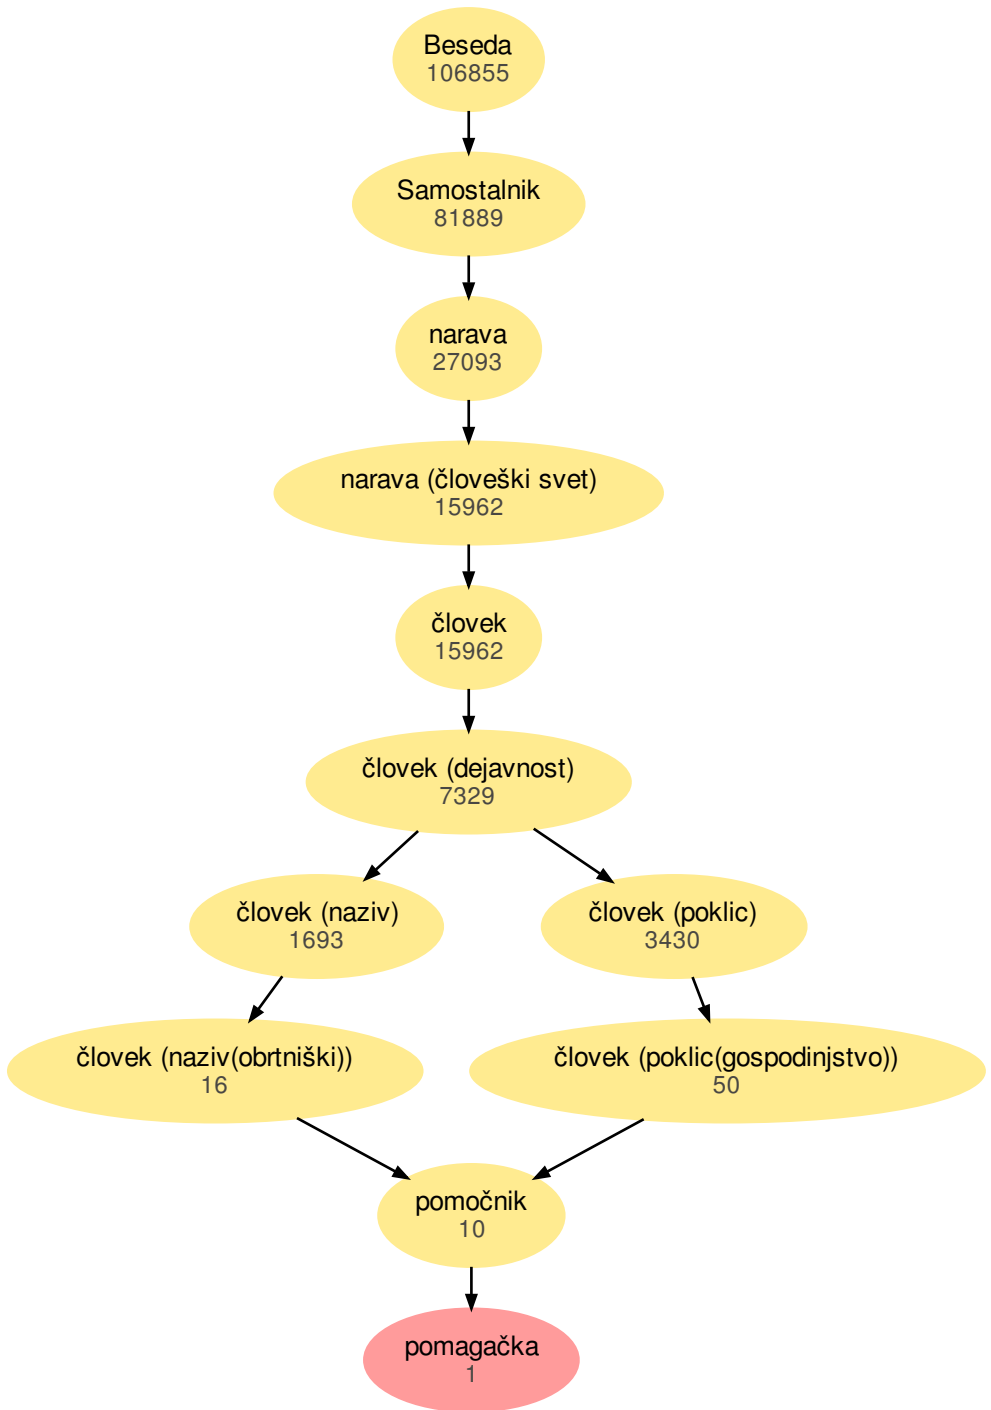 Beseda
106855
Samostalnik
81889
narava
27093
narava (človeški svet)
15962
človek
15962
človek (dejavnost)
7329
človek (naziv)
1693
človek (poklic)
3430
človek (naziv(obrtniški))
16
človek (poklic(gospodinjstvo))
50
pomočnik
10
pomagačka
1